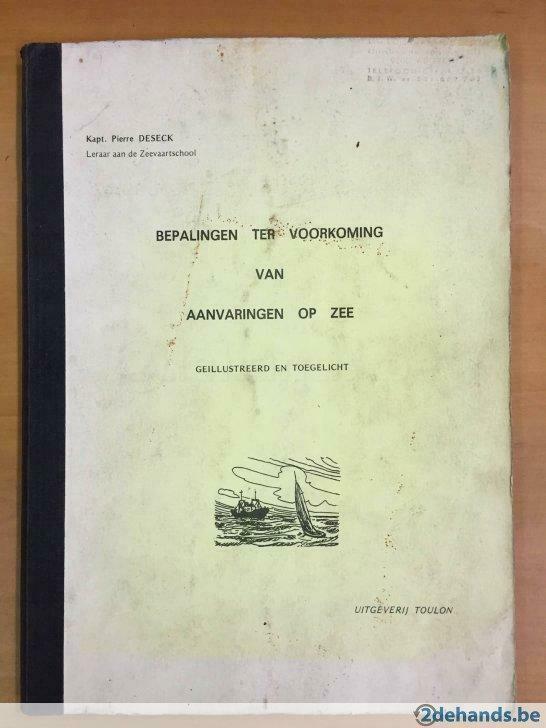 TELEFOON
Kapt. Pierre DESECK
Leraar aan de Zeevaartschool
BEPALINGEN TER VOORKOMING
VAN
AANVARINGEN OP ZEE
GEILLUSTREERD EN TOEGELICHT
UITGEVERIJ TOULON
2dehands.be